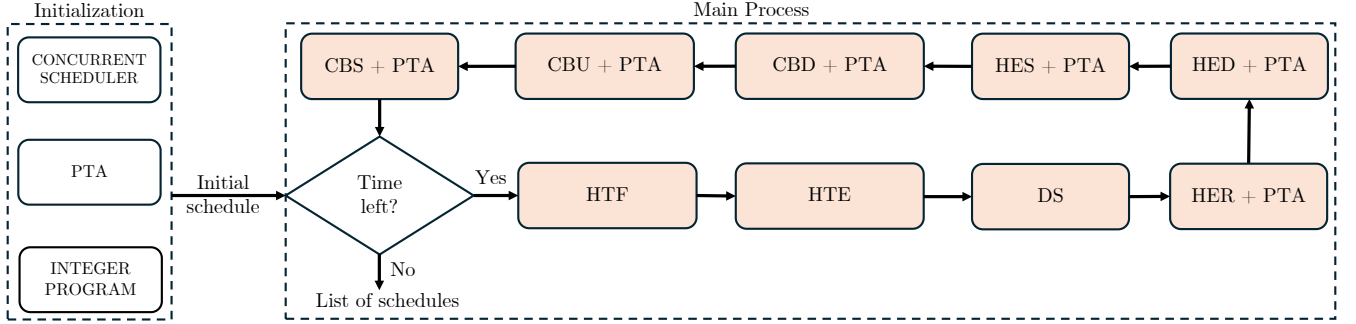 Initialization
Main Process
CONCURRENT
SCHEDULER
CBS + PTA
CBU + PTA
CBD + PTA
HES + PTA
HED + PTA
PTA
Initial
schedule
Time
left?
Yes
HTF
HTE
DS
HER + PTA
INTEGER
PROGRAM
No
List of schedules